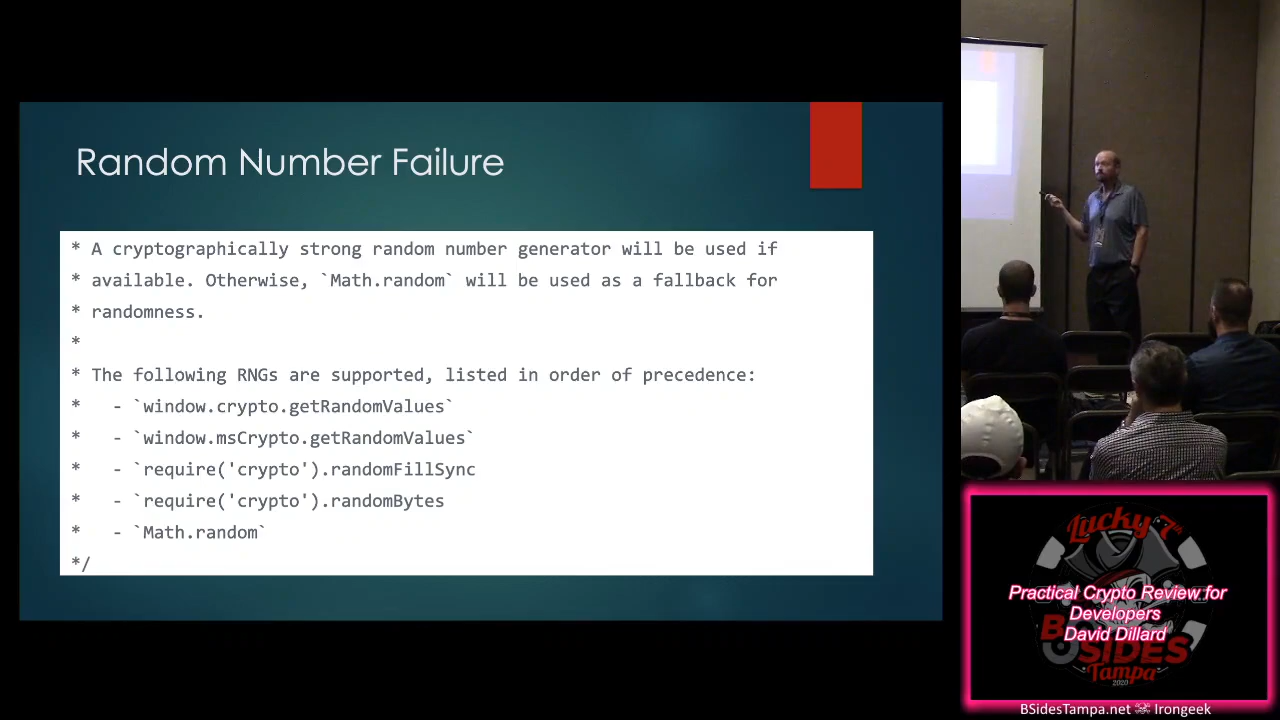 Random Number Failure
* A cryptographically strong random number generator will be used if
* available. Otherwise, `Math.random` will be used as a fallback for
* randomness.
*
* The following RNGs are supported, listed in order of precedence:
*   - `window.crypto.getRandomValues`
*   - `window.msCrypto.getRandomValues`
*   - `require('crypto').randomFillSync
*   - `require('crypto').randomBytes
*   - `Math.random`
*/
Lucky 7th
Practical Crypto Review for
Developers
David Dillard
B SIDES
Tampa
2020
BSidesTampa.net Irongeek